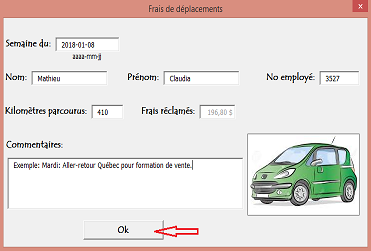 Frais de déplacements
x
Semaine du: 2018-01-08
aaaa-mm-jj
Nom: Mathieu Prénom: Claudia No employé: 3527
Kilomètres parcourus: 410 Frais réclamés: 196,80 $
Commentaires:
Exemple: Mardi: Aller-retour Québec pour formation de vente.
Ok